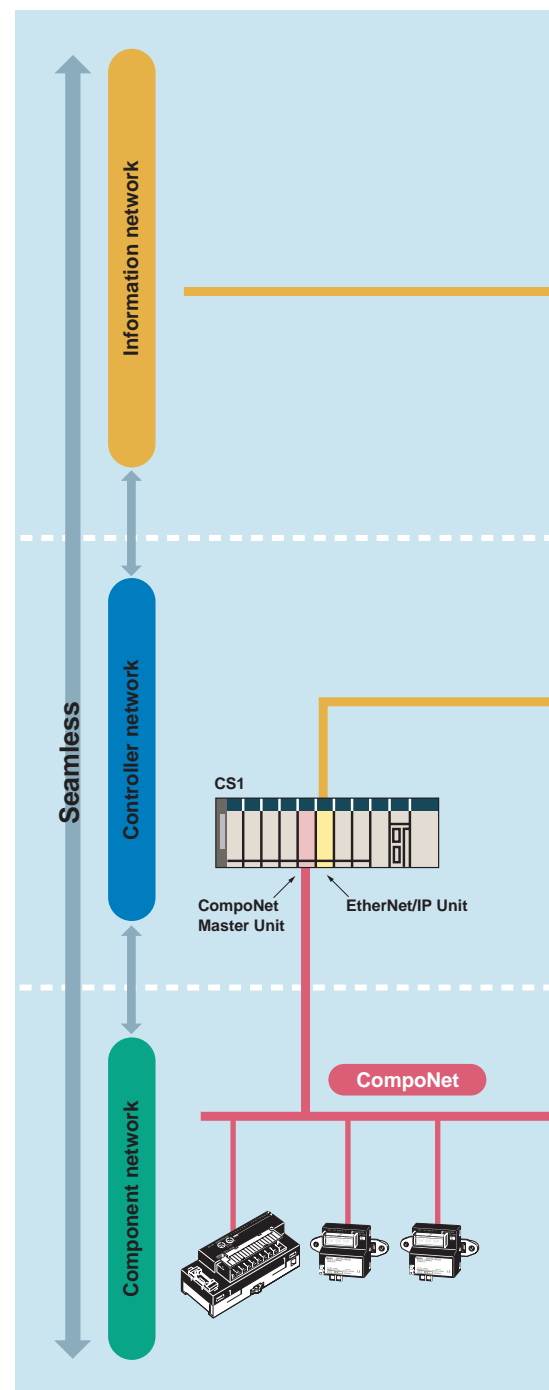 Information network
Seamless
Controller network
CS1
CompoNet
Master Unit
EtherNet/IP Unit
CompoNet
Component network